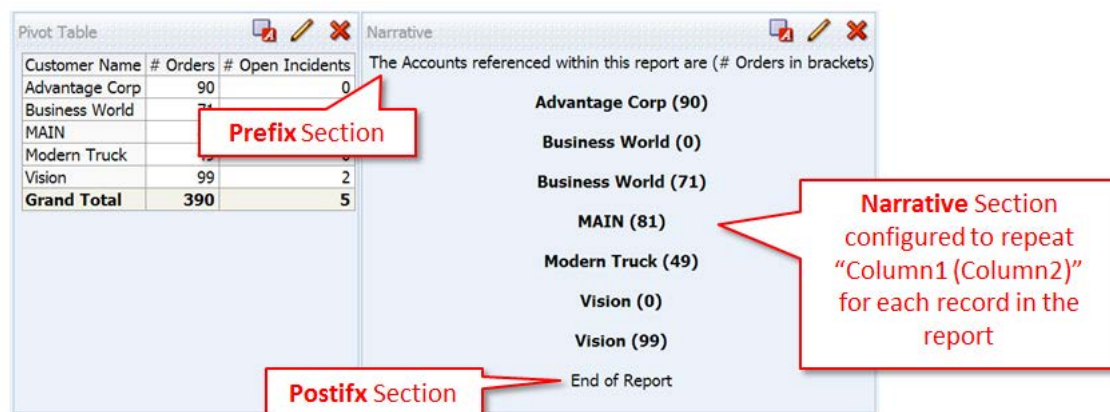 Pivot Table
Customer Name # Orders # Open Incidents
Advantage Corp 90 0
Business World
MAIN
Modern Truck
Vision 99 2
Grand Total 390 5
Prefix Section
Narrative
The Accounts referenced within this report are (# Orders in brackets)
Advantage Corp (90)
Business World (0)
Business World (71)
MAIN (81)
Modern Truck (49)
Vision (0)
Vision (99)
End of Report
Postifx Section
Narrative Section
configured to repeat
“Column1 (Column2)”
for each record in the
report